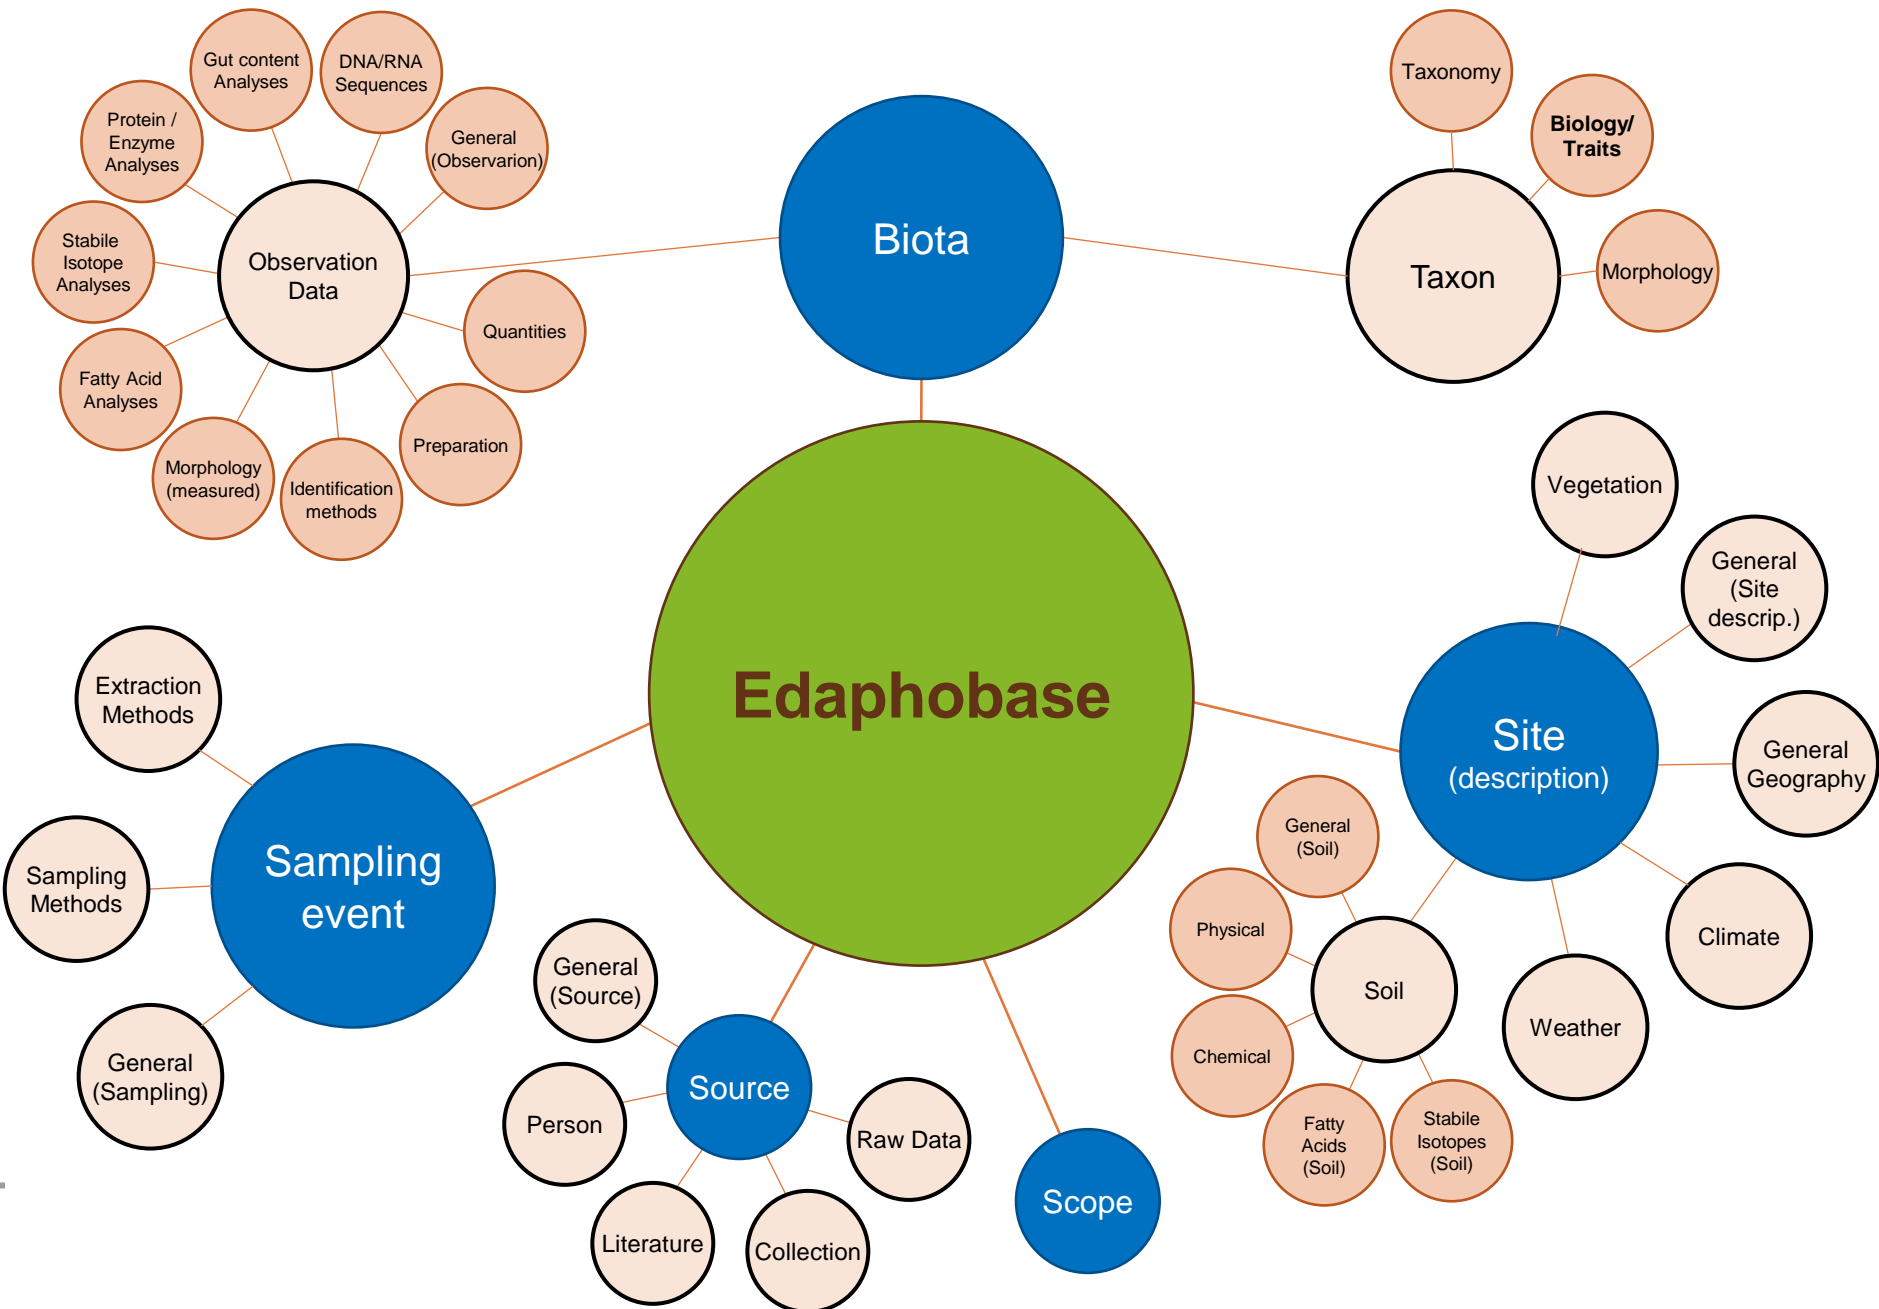 Gut content
Analyses
DNA/RNA
Sequences
Protein /
Enzyme
Analyses
General
(Observarion)
Stabile
Isotope
Analyses
Observation
Data
Quantities
Fatty Acid
Analyses
Preparation
Morphology
(measured)
Identification
methods
Biota
Taxonomy
Biology/
Traits
Taxon
Morphology
Edaphobase
Vegetation
General
(Site
descrip.)
Site
(description)
General
Geography
Climate
Weather
Soil
General
(Soil)
Physical
Chemical
Fatty
Acids
(Soil)
Stabile
Isotopes
(Soil)
Extraction
Methods
Sampling
event
Sampling
Methods
General
(Sampling)
General
(Source)
Source
Person
Raw Data
Literature
Collection
Scope